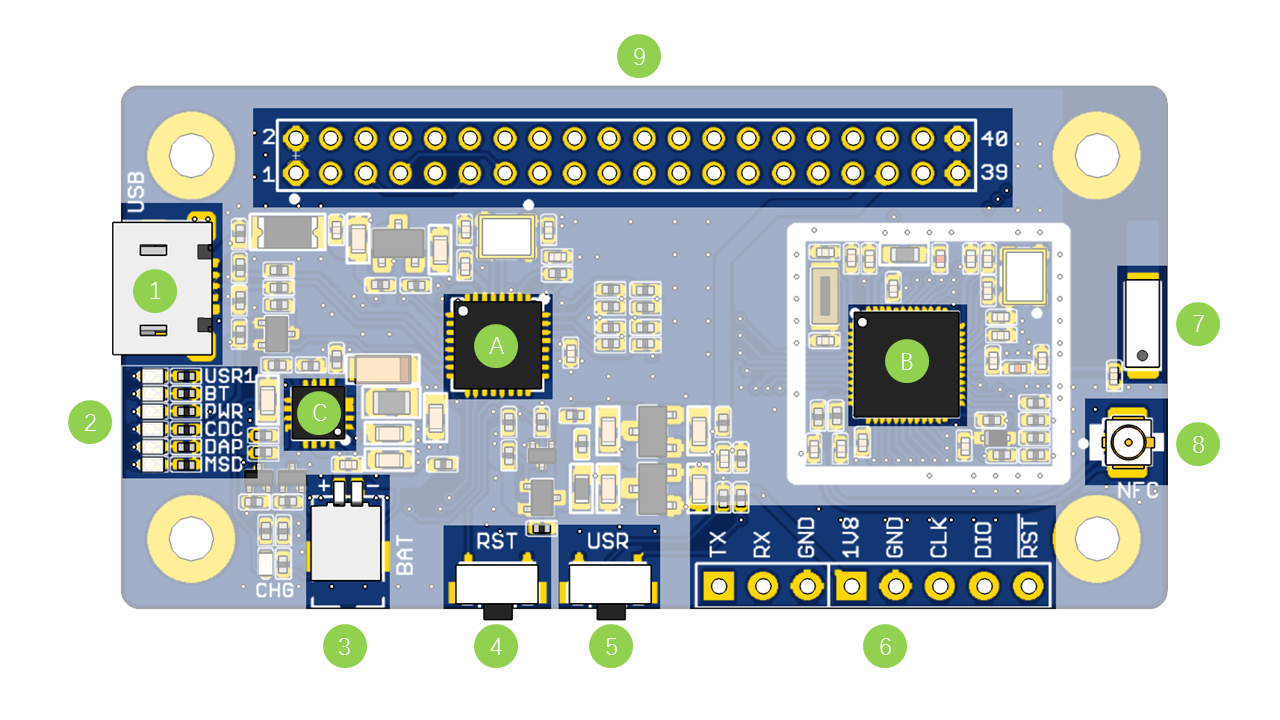 9
2
40
1
39
USB
1
7
A
B
USR1
BT
PWR
CDC
DAP
MSD
2
C
8
+ -
NFC
BAT
CHG
RST
USR
TX
RX
GND
1V8
GND
CLK
DIO
RST
3
4
5
6